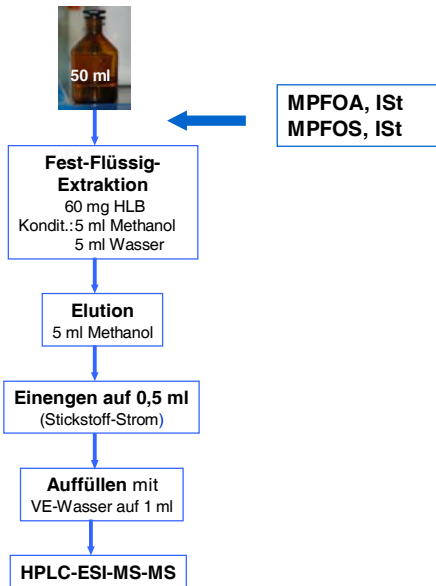 50 ml
MPFOA, ISt
MPFOS, ISt
Fest-Flüssig-
Extraktion
60 mg HLB
Kondit.: 5 ml Methanol
5 ml Wasser
Elution
5 ml Methanol
Einengen auf 0,5 ml
(Stickstoff-Strom)
Auffüllen mit
VE-Wasser auf 1 ml
HPLC-ESI-MS-MS